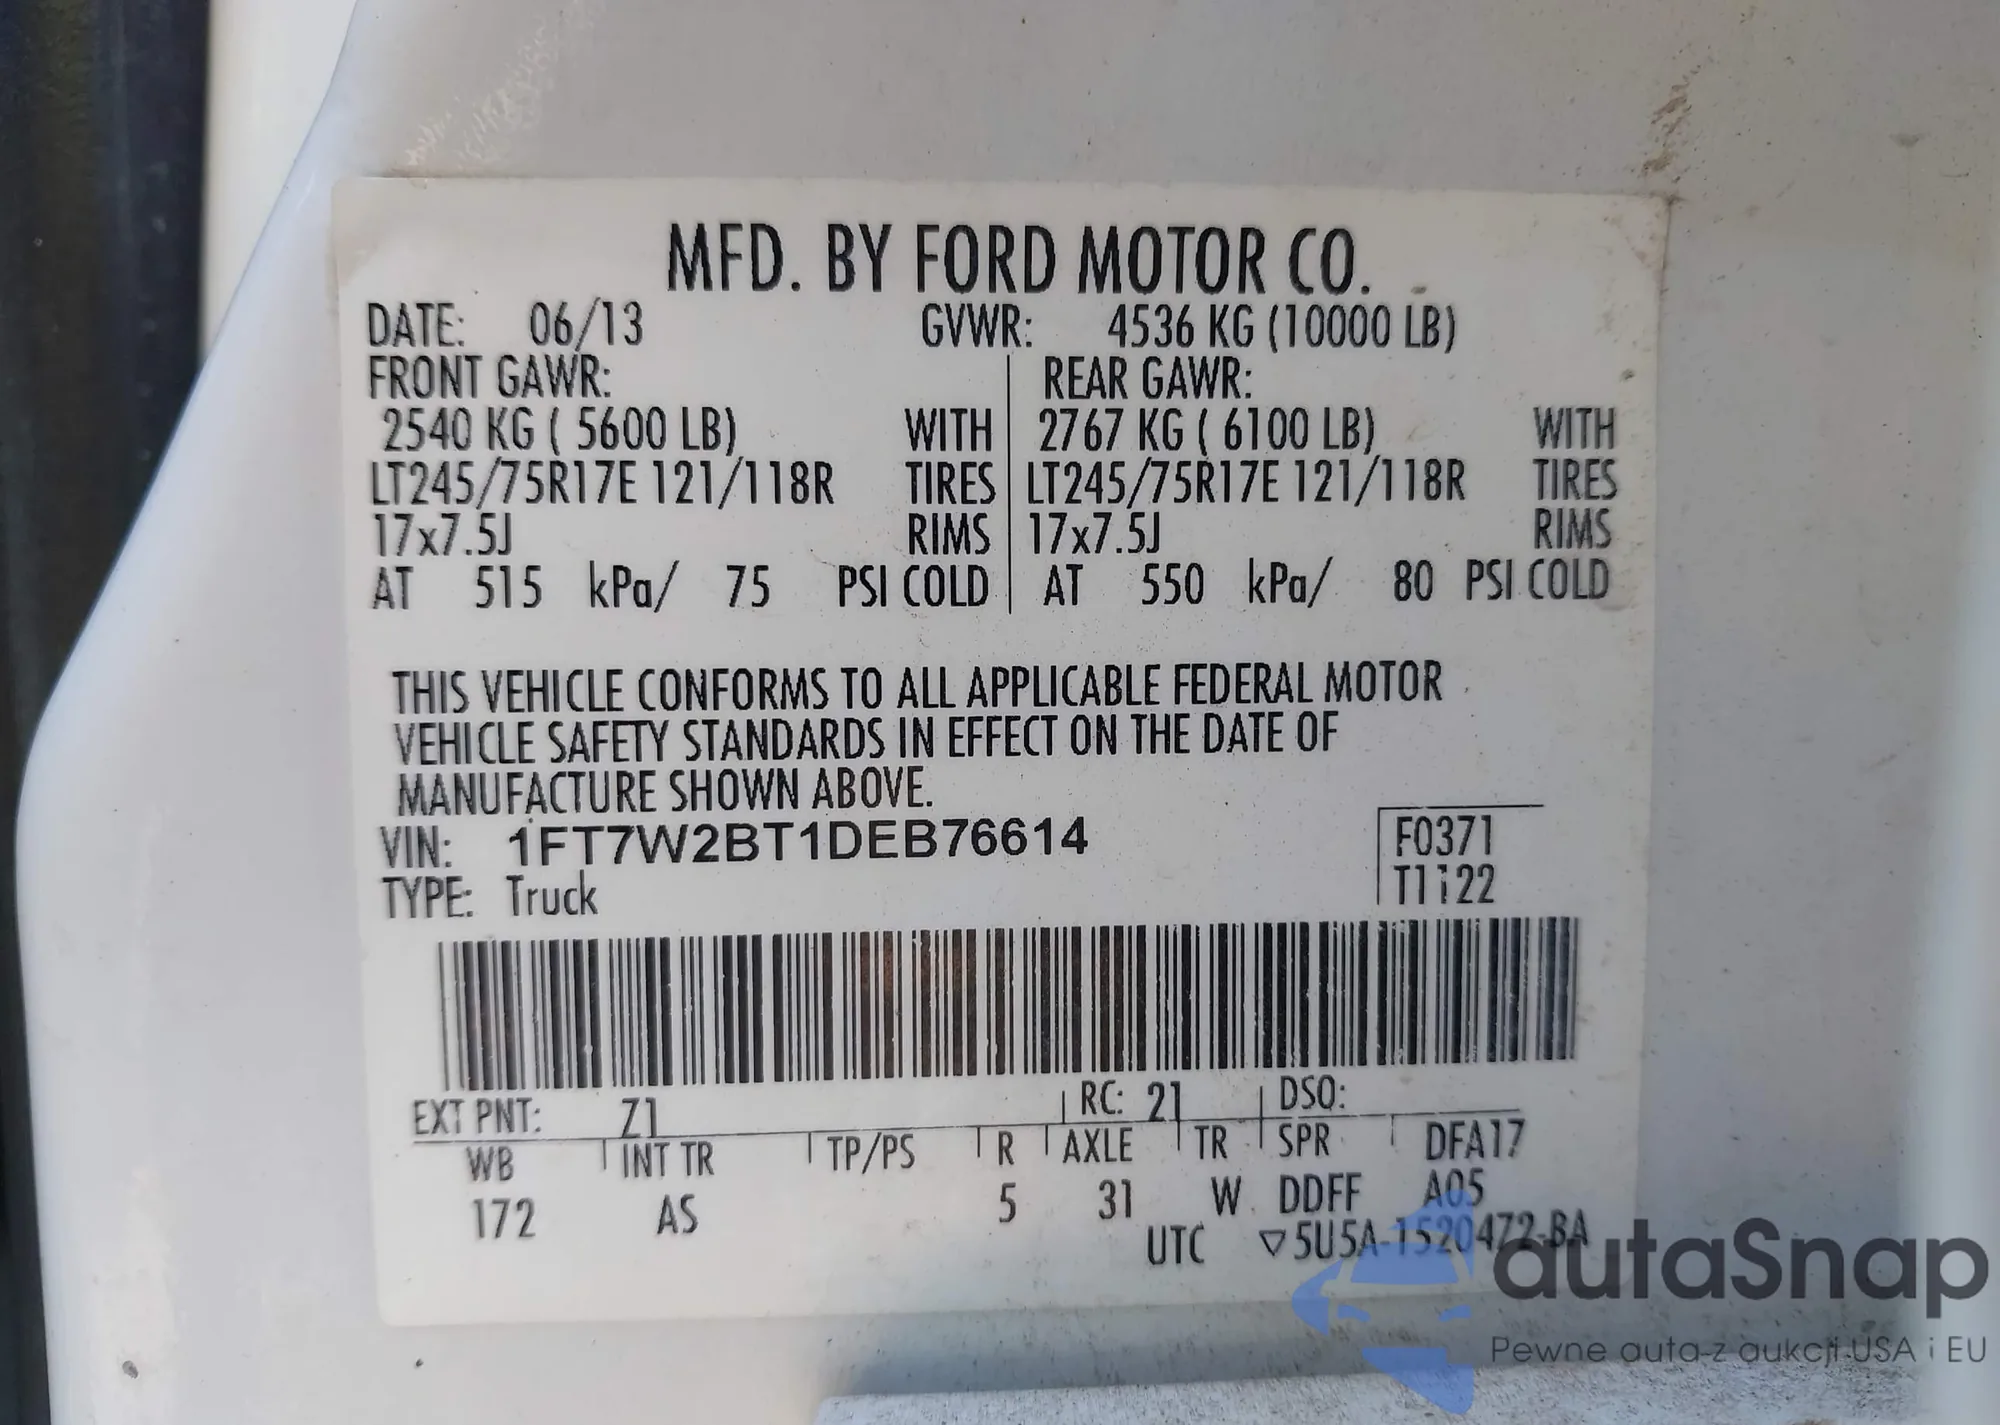 MFD. BY FORD MOTOR CO.
DATE: 06/13 GVWR: 4536 KG (10000 LB)
FRONT GAWR: REAR GAWR:
2540 KG ( 5600 LB) WITH 2767 KG ( 6100 LB) WITH
LT245/75R17E 121/118R TIRES LT245/75R17E 121/118R TIRES
17x7.5J RIMS 17x7.5J RIMS
AT 515 kPa/ 75 PSI COLD AT 550 kPa/ 80 PSI COLD
THIS VEHICLE CONFORMS TO ALL APPLICABLE FEDERAL MOTOR
VEHICLE SAFETY STANDARDS IN EFFECT ON THE DATE OF
MANUFACTURE SHOWN ABOVE.
VIN: 1FT7W2BT1DEB76614 F0371
TYPE: Truck T1122
EXT PNT: Z1 RC: 21 DSO:
WB INT TR TP/PS R AXLE TR SPR DFA17
172 AS 5 31 W DDFF A05
UTC ▽5U5A-1520472-BA
autaSnap
Pewne auta z aukcji USA i EU